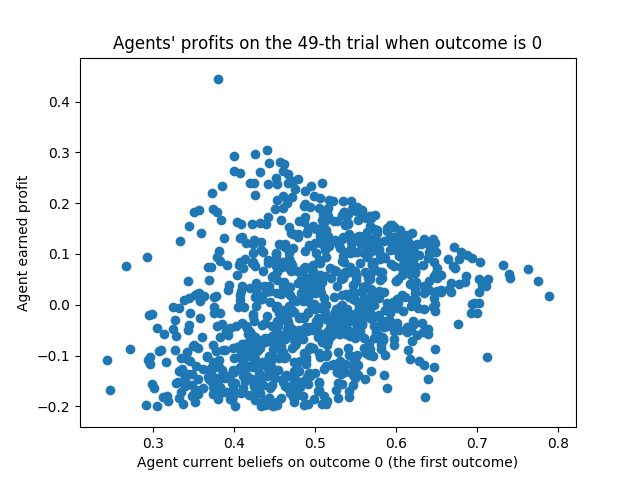 Agents' profits on the 49-th trial when outcome is 0
Agent earned profit
0.4
0.3
0.2
0.1
0.0
−0.1
−0.2
0.3 0.4 0.5 0.6 0.7 0.8
Agent current beliefs on outcome 0 (the first outcome)